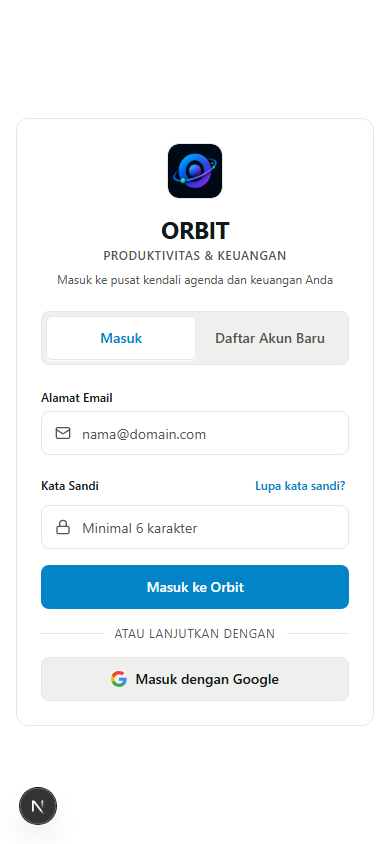 ORBIT
PRODUKTIVITAS & KEUANGAN
Masuk ke pusat kendali agenda dan keuangan Anda
Masuk
Daftar Akun Baru
Alamat Email
nama@domain.com
Kata Sandi
Lupa kata sandi?
Minimal 6 karakter
Masuk ke Orbit
ATAU LANJUTKAN DENGAN
Masuk dengan Google
N